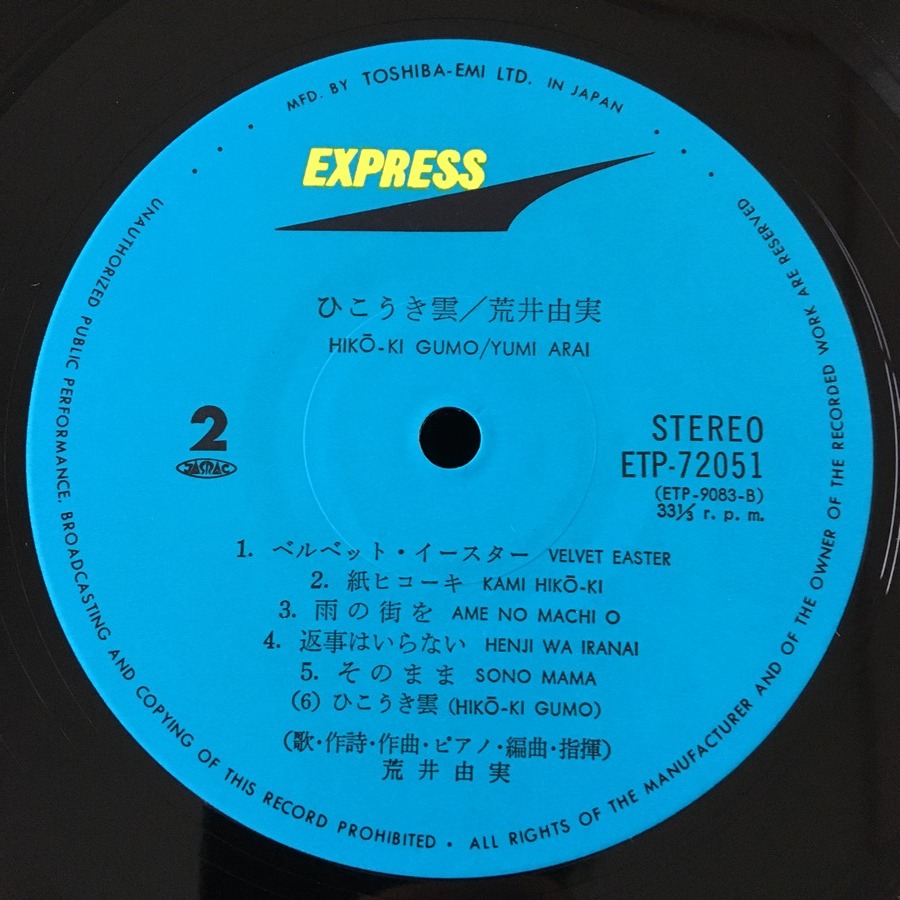 MFD. BY TOSHIBA-EMI LTD. IN JAPAN
EXPRESS
ひこうき雲/荒井由実
HIKŌ-KI GUMO/YUMI ARAI
2
JASRAC
STEREO
ETP-72051
(ETP-9083-B)
33⅓ r. p. m.
1. ベルベット・イースター VELVET EASTER
2. 紙ヒコーキ KAMI HIKŌ-KI
3. 雨の街を AME NO MACHI O
4. 返事はいらない HENJI WA IRANAI
5. そのまま SONO MAMA
(6) ひこうき雲 (HIKŌ-KI GUMO)
(歌・作詩・作曲・ピアノ・編曲・指揮)
荒井由実
UNAUTHORIZED PUBLIC PERFORMANCE, BROADCASTING AND COPYING OF THIS RECORD PROHIBITED • ALL RIGHTS OF THE MANUFACTURER AND OF THE OWNER OF THE RECORDED WORK ARE RESERVED